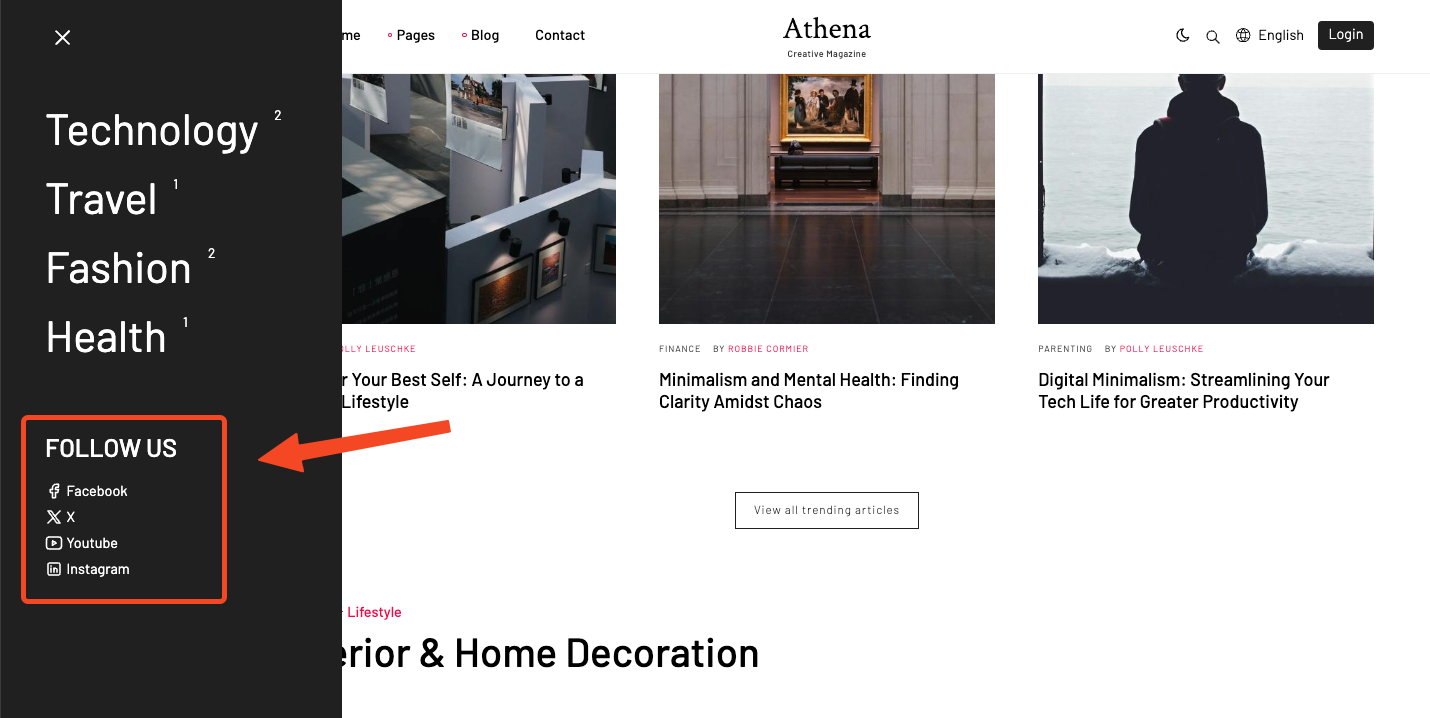 Technology 2
Travel 1
Fashion 2
Health 1
FOLLOW US
Facebook
X
Youtube
Instagram
Pages
Blog
Contact
Athena
Creative Magazine
English
Login
LEUSCHKE
Your Best Self: A Journey to a
Lifestyle
FINANCE BY ROBBIE CORMIER
Minimalism and Mental Health: Finding
Clarity Amidst Chaos
PARENTING BY POLLY LEUSCHKE
Digital Minimalism: Streamlining Your
Tech Life for Greater Productivity
View all trending articles
Lifestyle
& Home Decoration